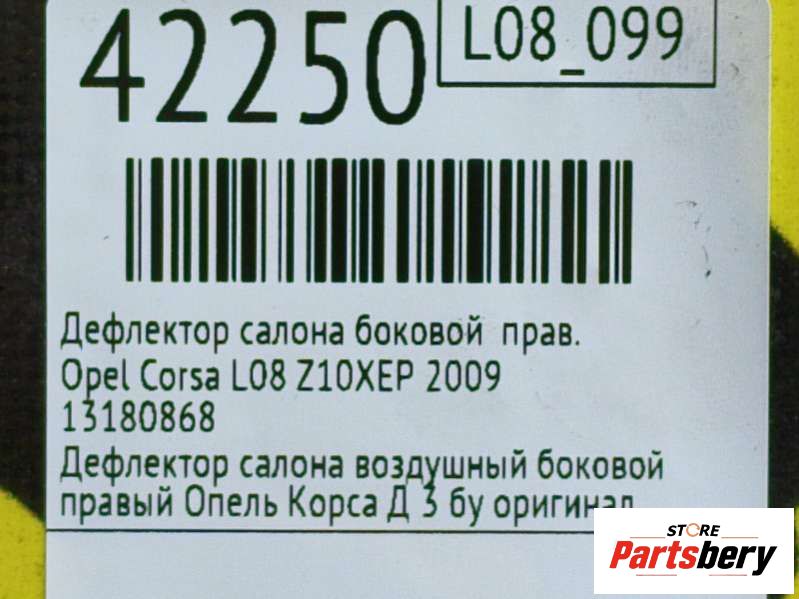 42250
L08_099
Дефлектор салона боковой прав.
Opel Corsa L08 Z10XEP 2009
13180868
Дефлектор салона воздушный боковой
правый Опель Корса Д 3 бу оригинал
STORE
Partsbery